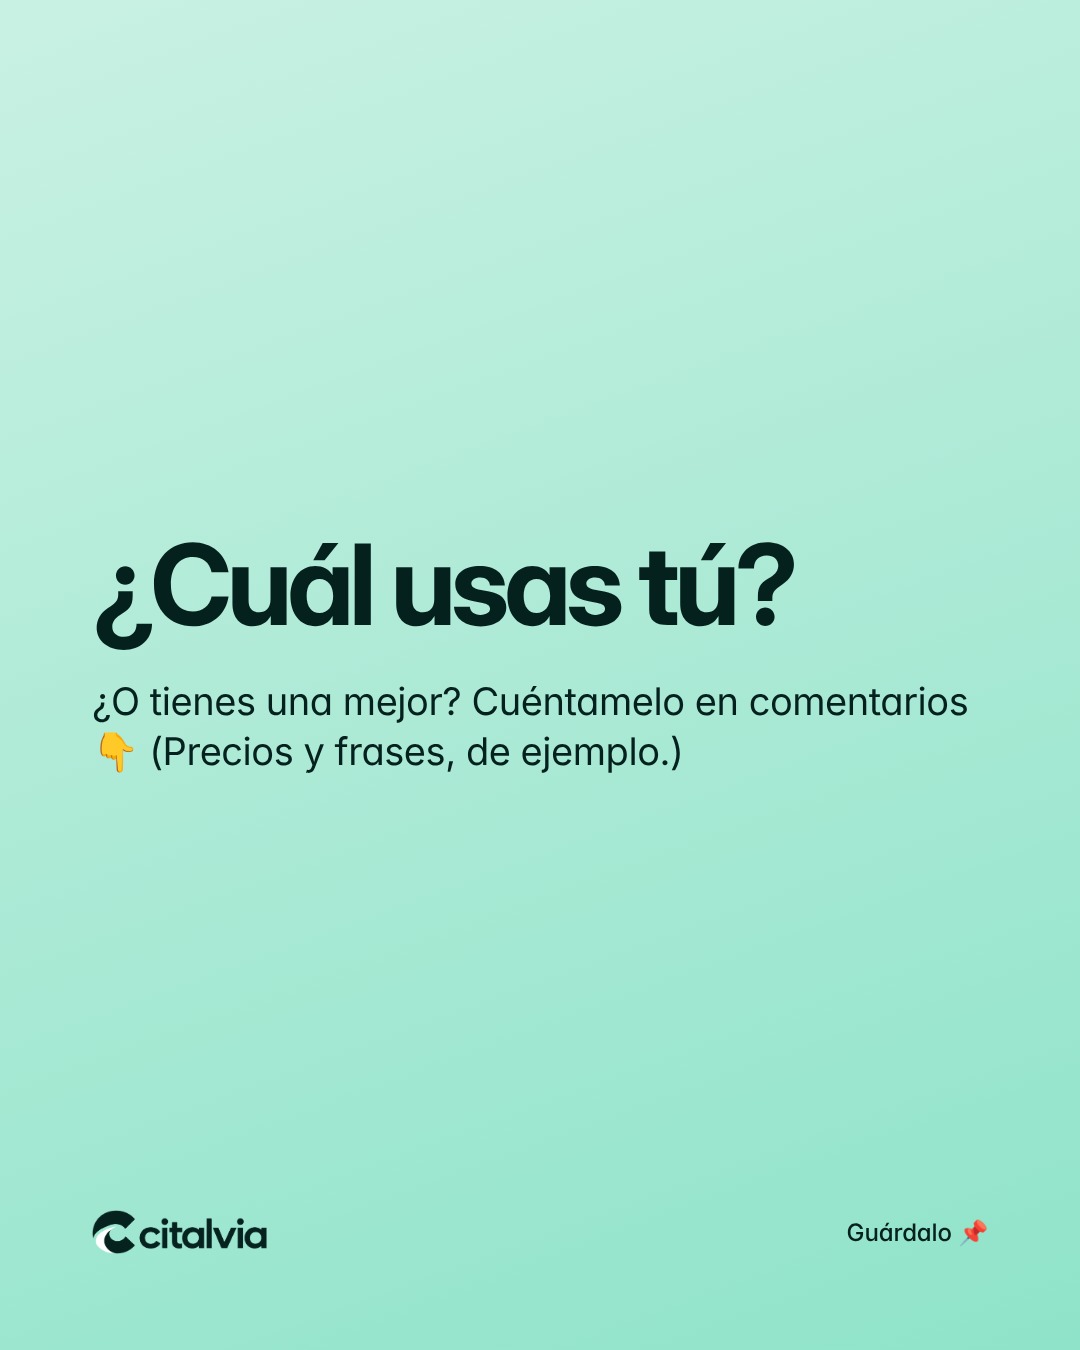 ¿Cuál usas tú?
¿O tienes una mejor? Cuéntamelo en comentarios
👇 (Precios y frases, de ejemplo.)
citalvia
Guárdalo 📌